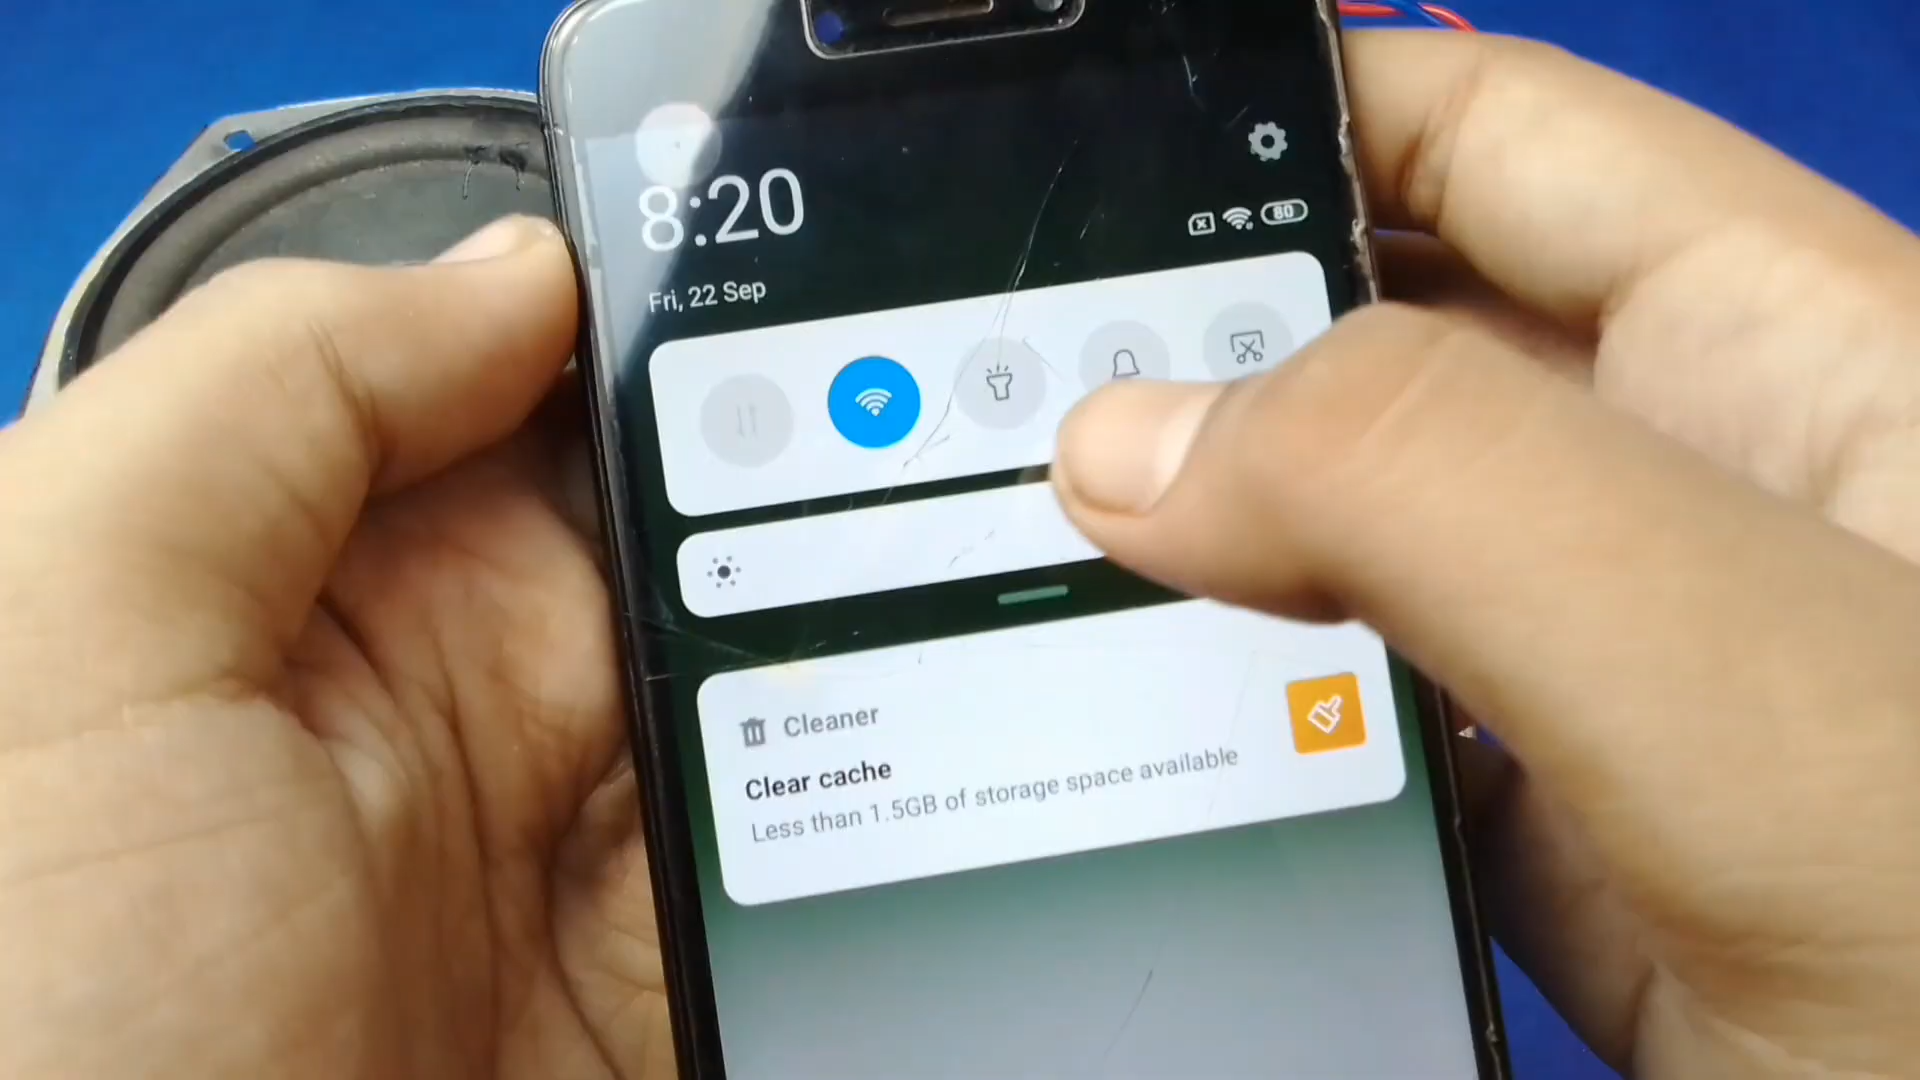 8:20
80
Fri, 22 Sep
Cleaner
Clear cache
Less than 1.5GB of storage space available